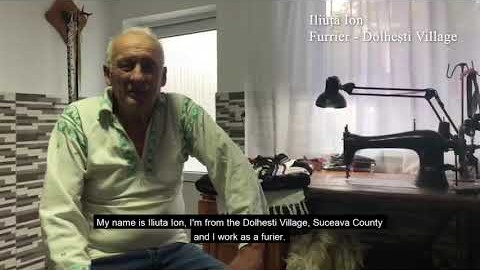 Iliuță Ion
Furrier - Dolhești Village
My name is Iliuta Ion, I'm from the Dolhesti Village, Suceava County
and I work as a furier.